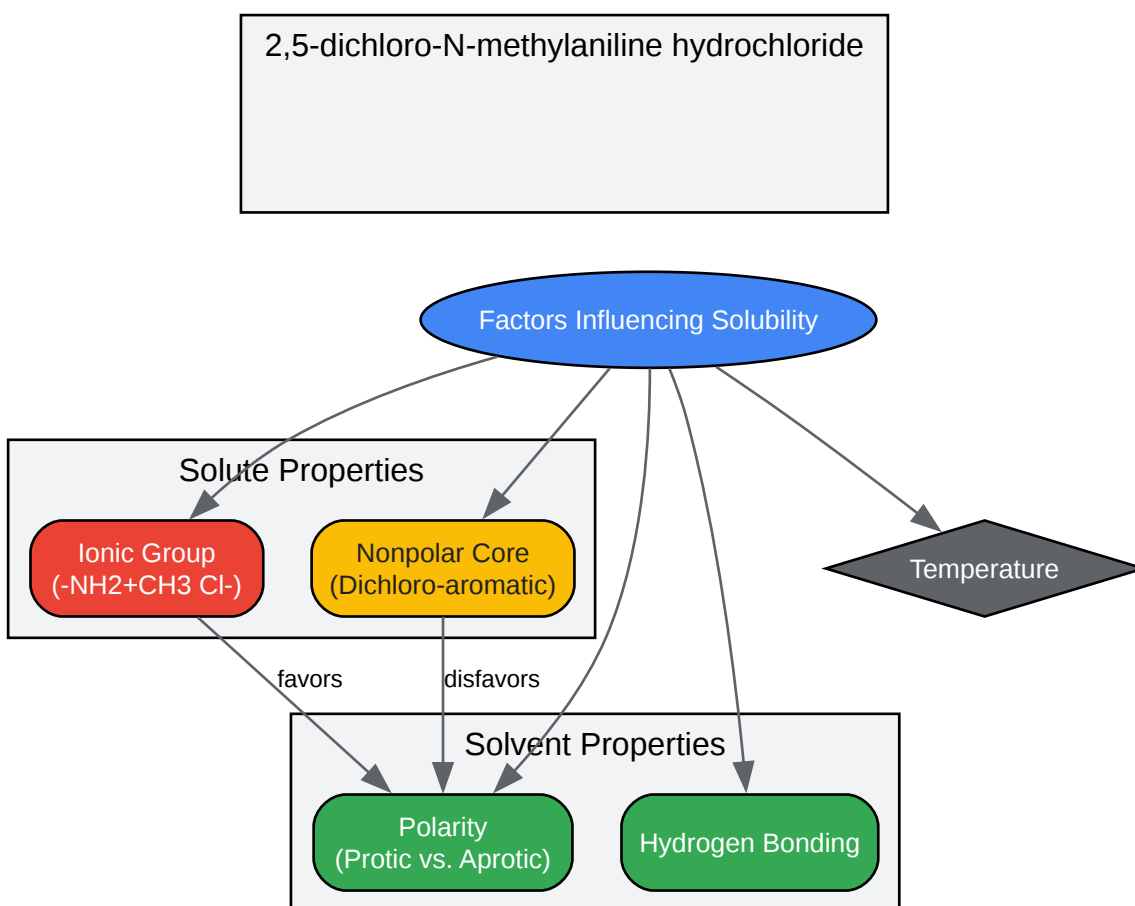 2,5-dichloro-N-methylaniline hydrochloride
Factors Influencing Solubility
Solute Properties
Ionic Group
(-NH2+CH3 Cl-)
Nonpolar Core
(Dichloro-aromatic)
Temperature
favors
disfavors
Solvent Properties
Polarity
(Protic vs. Aprotic)
Hydrogen Bonding